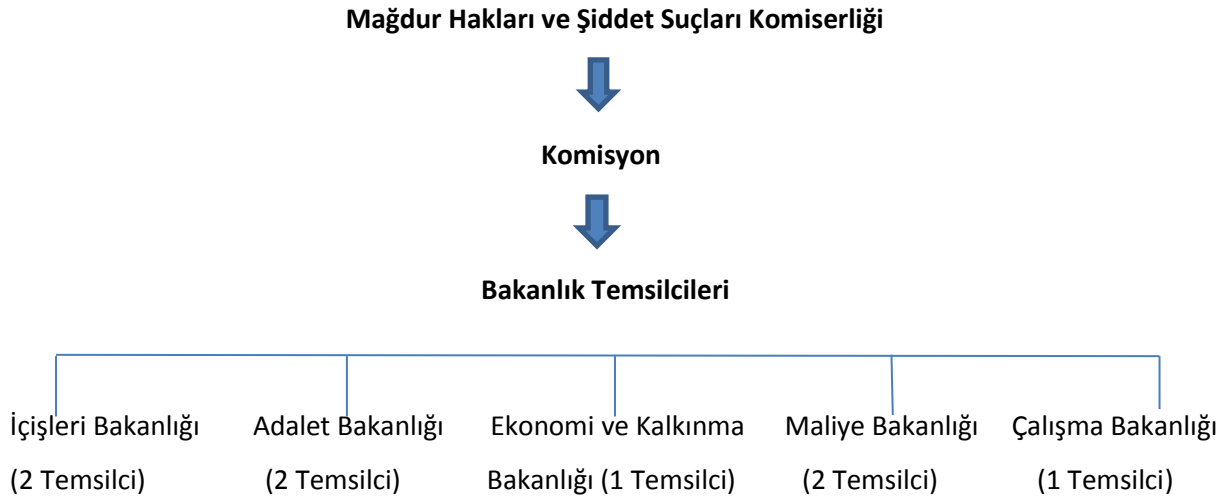 Mağdur Hakları ve Şiddet Suçları Komiserliği
Komisyon
Bakanlık Temsilcileri
İçişleri Bakanlığı
(2 Temsilci)
Adalet Bakanlığı
(2 Temsilci)
Ekonomi ve Kalkınma
Bakanlığı (1 Temsilci)
Maliye Bakanlığı
(2 Temsilci)
Çalışma Bakanlığı
(1 Temsilci)